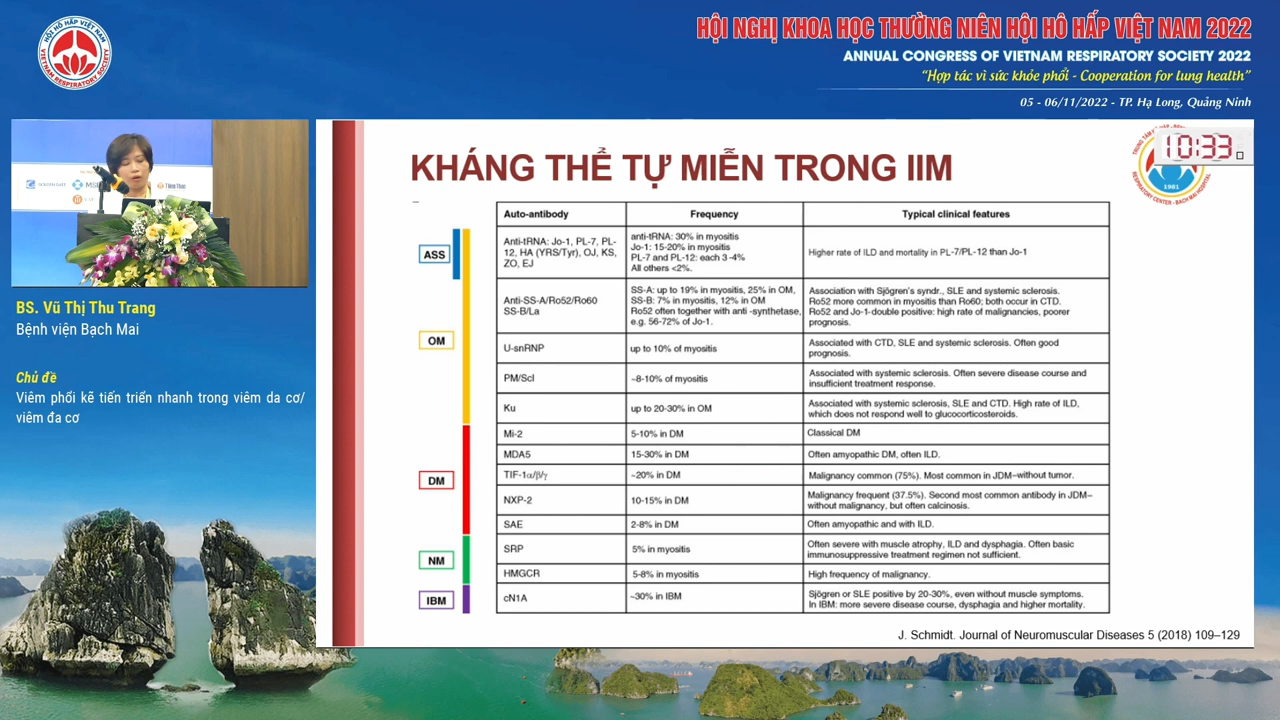 HỘI HÔ HẤP VIỆT NAM
VIETNAM RESPIRATORY SOCIETY
HỘI NGHỊ KHOA HỌC THƯỜNG NIÊN HỘI HÔ HẤP VIỆT NAM 2022
ANNUAL CONGRESS OF VIETNAM RESPIRATORY SOCIETY 2022
“Hợp tác vì sức khỏe phổi - Cooperation for lung health”
05 - 06/11/2022 - TP. Hạ Long, Quảng Ninh
BS. Vũ Thị Thu Trang
Bệnh viện Bạch Mai
Chủ đề
Viêm phổi kẽ tiến triển nhanh trong viêm da cơ/
viêm đa cơ
KHÁNG THỂ TỰ MIỄN TRONG IIM
10:33
RESPIRATORY CENTER - BACH MAI HOSPITAL
1981
Auto-antibody Frequency Typical clinical features
ASS
Anti-tRNA: Jo-1, PL-7, PL-
12, HA (YRS/Tyr), OJ, KS,
ZO, EJ
anti-tRNA: 30% in myositis
Jo-1: 15-20% in myositis
PL-7 and PL-12: each 3-4%
All others <2%.
Higher rate of ILD and mortality in PL-7/PL-12 than Jo-1
OM
Anti-SS-A/Ro52/Ro60
SS-B/La
SS-A: up to 19% in myositis, 25% in OM,
SS-B: 7% in myositis, 12% in OM
Ro52 often together with anti-synthetase,
e.g. 56-72% of Jo-1.
Association with Sjögren's syndr., SLE and systemic sclerosis.
Ro52 more common in myositis than Ro60; both occur in CTD.
Ro52 and Jo-1-double positive: high rate of malignancies, poorer
prognosis.
U-snRNP
up to 10% of myositis
Associated with CTD, SLE and systemic sclerosis. Often good
prognosis.
PM/Scl
~8-10% of myositis
Associated with systemic sclerosis. Often severe disease course and
insufficient treatment response.
Ku
up to 20-30% in OM
Associated with systemic sclerosis, SLE and CTD. High rate of ILD,
which does not respond well to glucocorticosteroids.
DM
Mi-2 5-10% in DM Classical DM
MDA5 15-30% in DM Often amyopathic DM, often ILD.
TIF-1α/β/γ ~20% in DM Malignancy common (75%). Most common in JDM–without tumor.
NXP-2
10-15% in DM
Malignancy frequent (37.5%). Second most common antibody in JDM–
without malignancy, but often calcinosis.
SAE 2-8% in DM Often amyopathic and with ILD.
NM
SRP
5% in myositis
Often severe with muscle atrophy, ILD and dysphagia. Often basic
immunosuppressive treatment regimen not sufficient.
HMGCR 5-8% in myositis High frequency of malignancy.
IBM
cN1A
~30% in IBM
Sjögren or SLE positive by 20-30%, even without muscle symptoms.
In IBM: more severe disease course, dysphagia and higher mortality.
J. Schmidt. Journal of Neuromuscular Diseases 5 (2018) 109–129